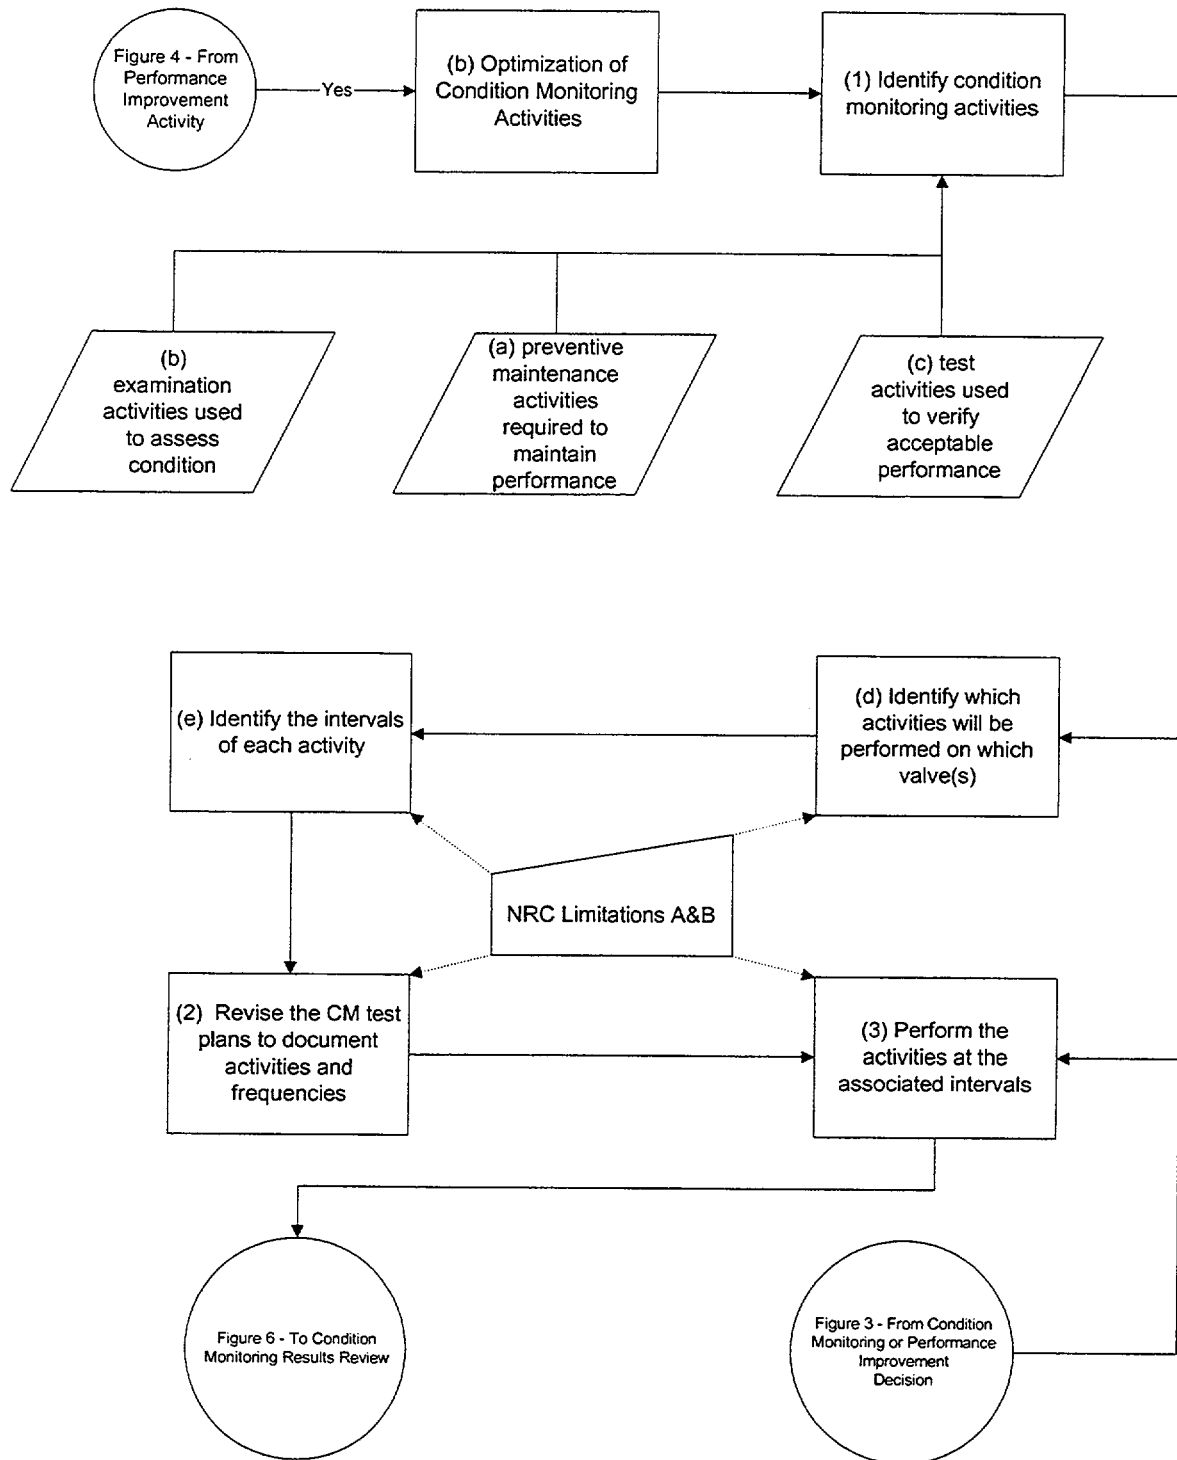 Figure 4 - From
Performance
Improvement
Activity
Yes
(b) Optimization of
Condition Monitoring
Activities
(1) Identify condition
monitoring activities
(b)
examination
activities used
to assess
condition
(a) preventive
maintenance
activities
required to
maintain
performance
(c) test
activities used
to verify
acceptable
performance
(e) Identify the intervals
of each activity
(d) Identify which
activities will be
performed on which
valve(s)
NRC Limitations A&B
(2) Revise the CM test
plans to document
activities and
frequencies
(3) Perform the
activities at the
associated intervals
Figure 6 - To Condition
Monitoring Results Review
Figure 3 - From Condition
Monitoring or Performance
Improvement
Decision